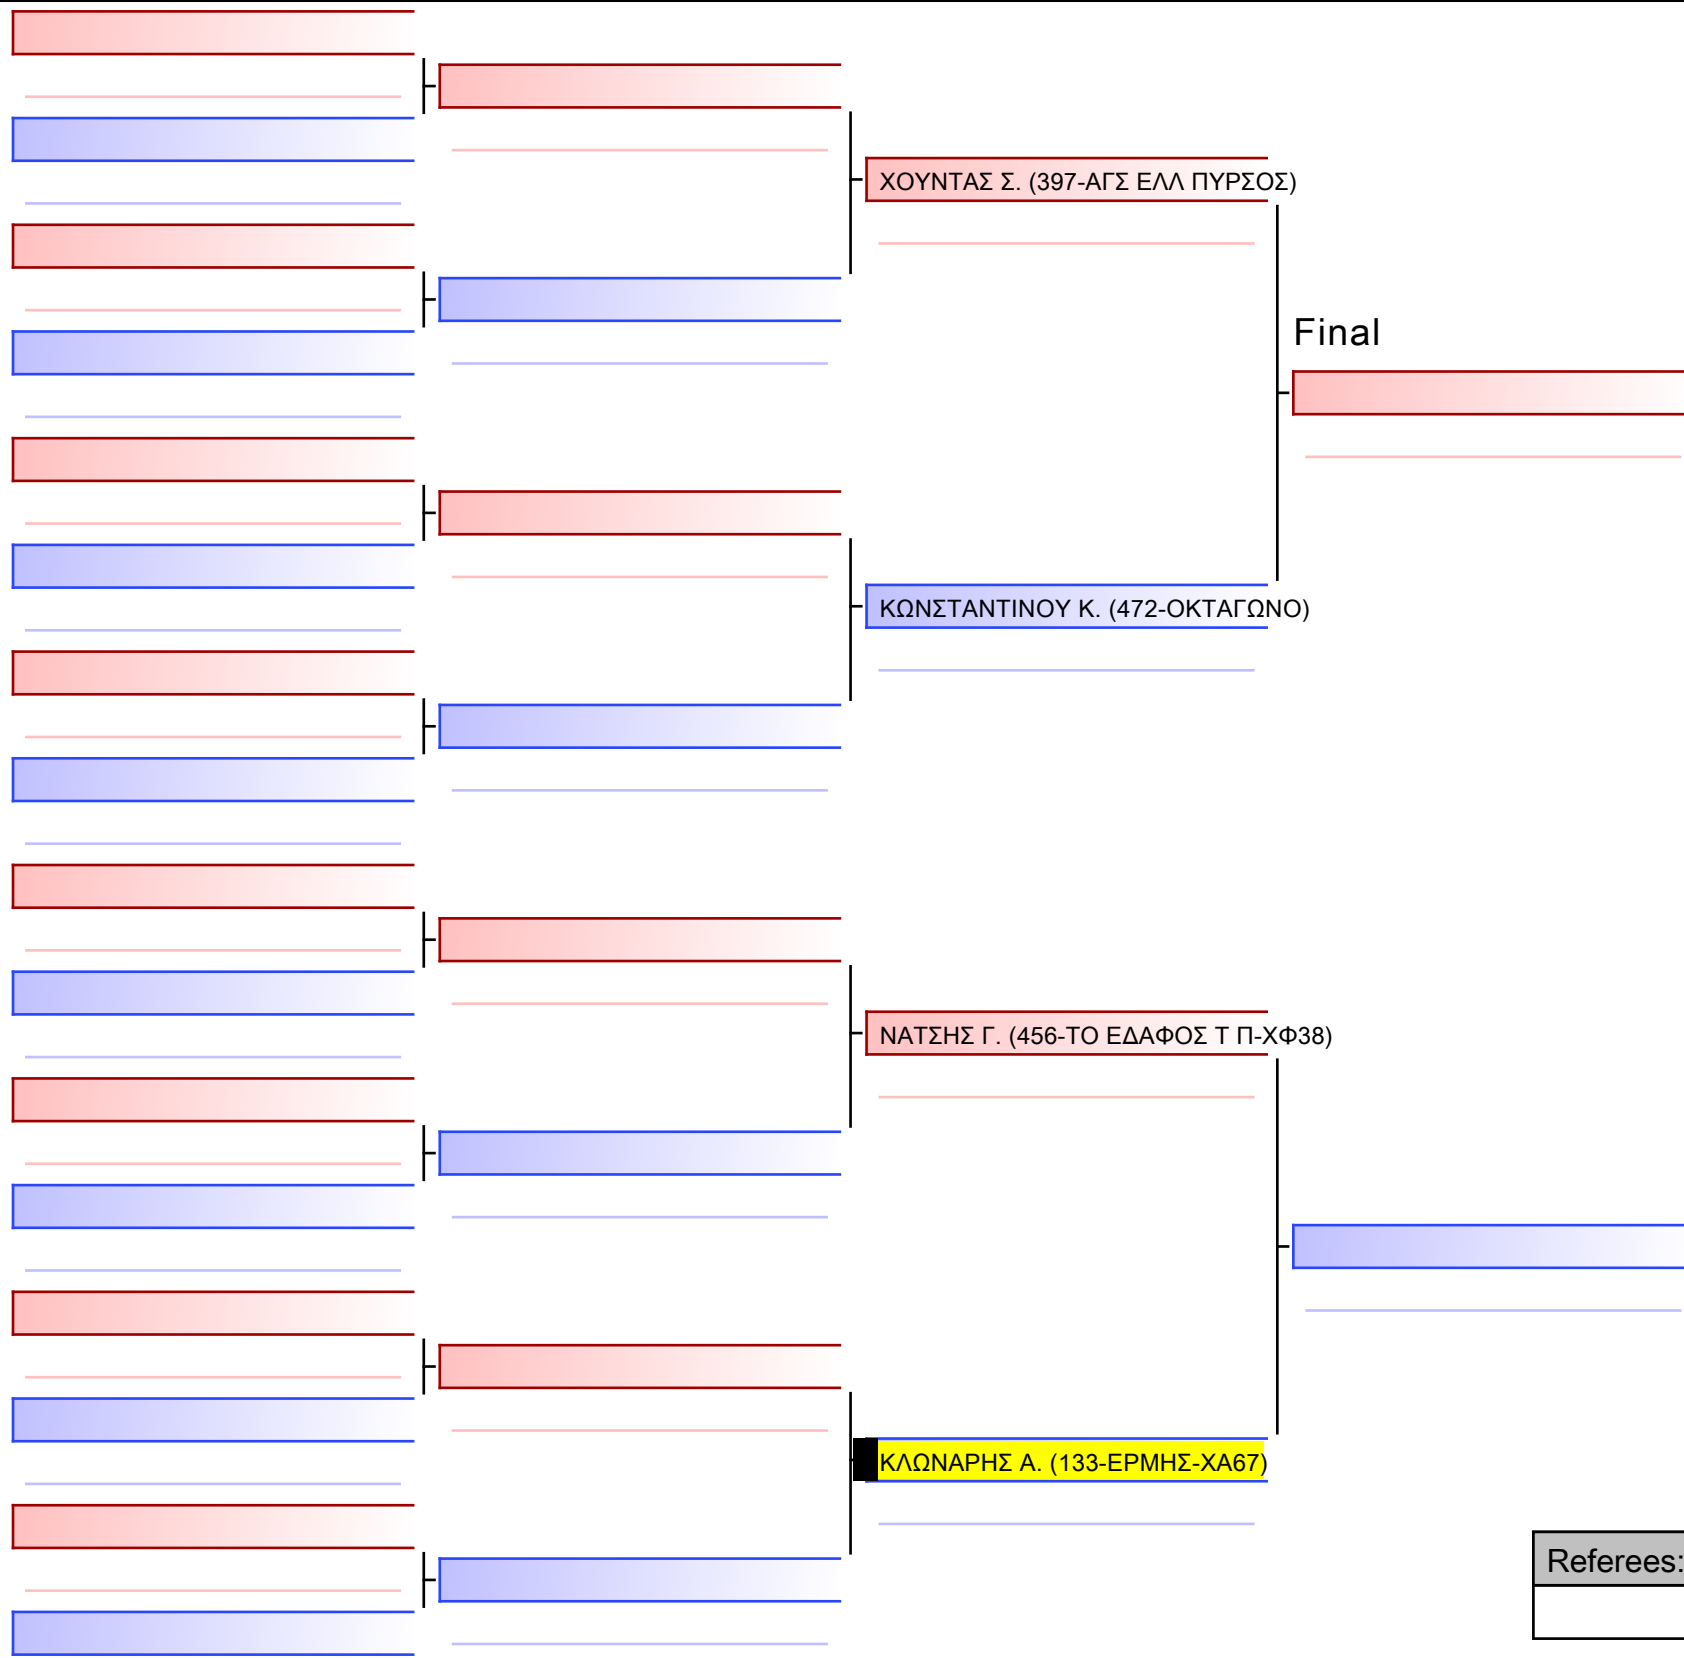 ΧΟΥΝΤΑΣ Σ. (397-ΑΓΣ ΕΛΛ ΠΥΡΣΟΣ)
Final
ΚΩΝΣΤΑΝΤΙΝΟΥ Κ. (472-ΟΚΤΑΓΩΝΟ)
ΝΑΤΣΗΣ Γ. (456-ΤΟ ΕΔΑΦΟΣ Τ Π-ΧΦ38)
ΚΛΩΝΑΡΗΣ Α. (133-ΕΡΜΗΣ-ΧΑ67)
Referees: